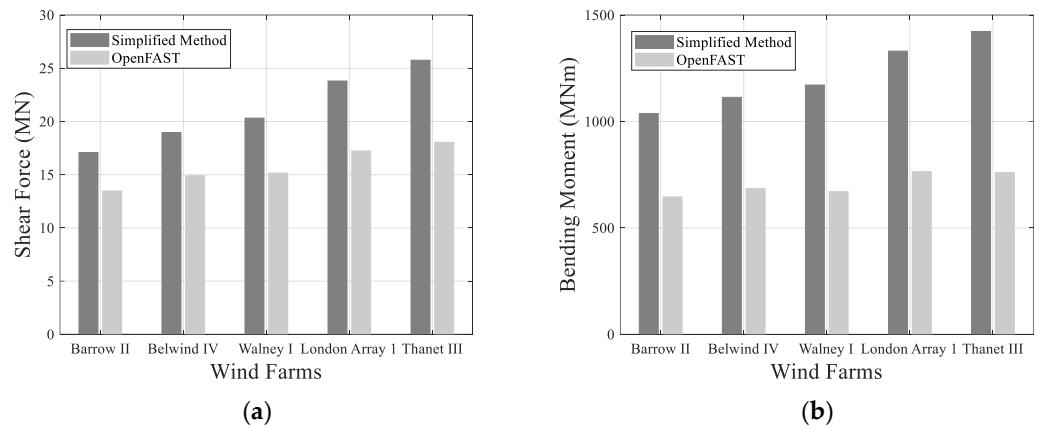 30
25
20
15
10
5
0
Shear Force (MN)
Simplified Method
OpenFAST
Barrow II Belwind IV Walney I London Array 1 Thanet III
Wind Farms
(a)
1500
1000
500
0
Bending Moment (MNm)
Simplified Method
OpenFAST
Barrow II Belwind IV Walney I London Array 1 Thanet III
Wind Farms
(b)